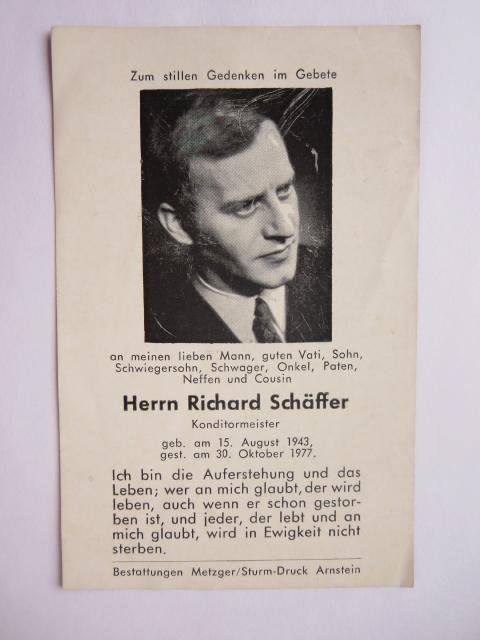 Zum stillen Gedenken im Gebete
an meinen lieben Mann, guten Vati, Sohn,
Schwiegersohn, Schwager, Onkel, Paten,
Neffen und Cousin
Herrn Richard Schäffer
Konditormeister
geb. am 15. August 1943,
gest. am 30. Oktober 1977.
Ich bin die Auferstehung und das
Leben; wer an mich glaubt, der wird
leben, auch wenn er schon gestor-
ben ist, und jeder, der lebt und an
mich glaubt, wird in Ewigkeit nicht
sterben.
Bestattungen Metzger/Sturm-Druck Arnstein